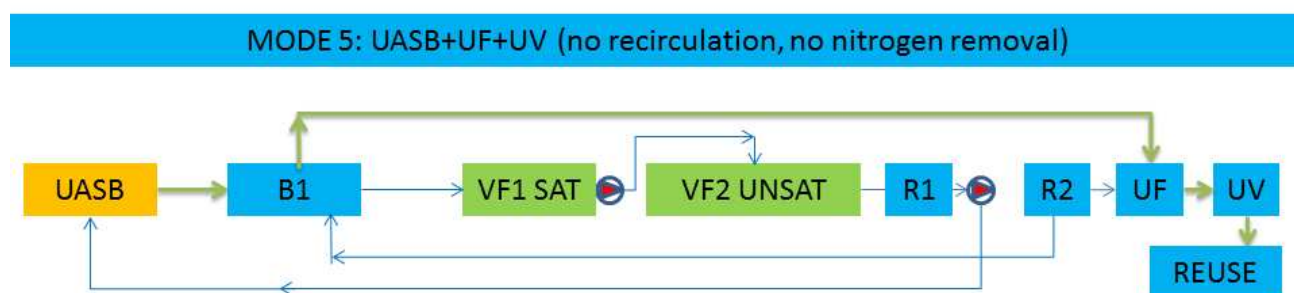 MODE 5: UASB+UF+UV (no recirculation, no nitrogen removal)
UASB
B1
VF1 SAT
VF2 UNSAT
R1
R2
UF
UV
REUSE